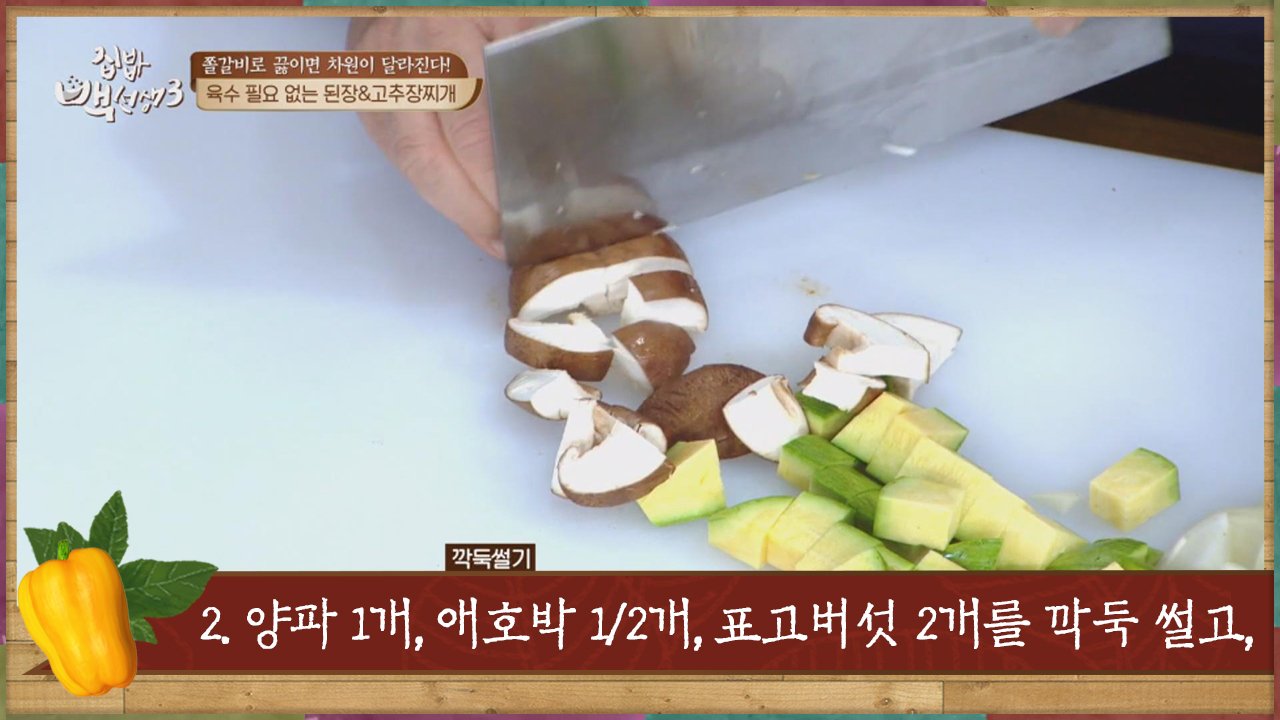 집밥
백선생3
쫄갈비로 끓이면 차원이 달라진다!
육수 필요 없는 된장&고추장찌개
깍둑썰기
2. 양파 1개, 애호박 1/2개, 표고버섯 2개를 깍둑 썰고,